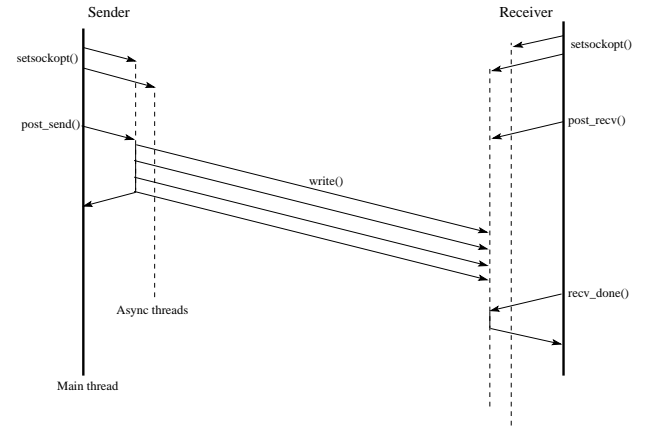 Sender
Receiver
setsockopt()
setsockopt()
post_send()
post_recv()
write()
recv_done()
Async threads
Main thread